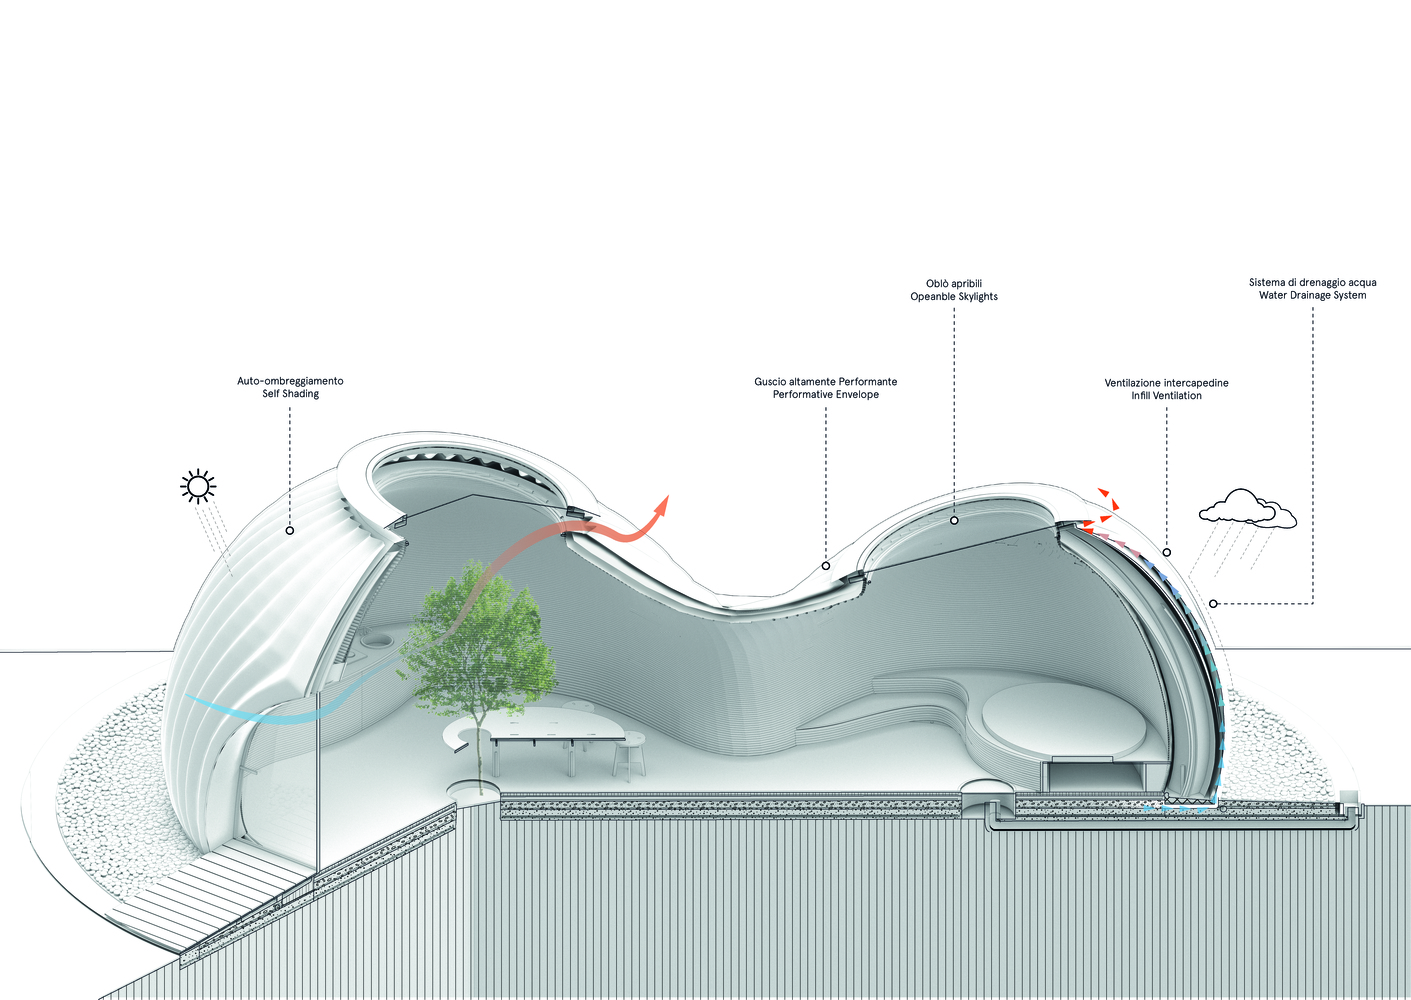 Oblò apribili
Opeanble Skylights
Sistema di drenaggio acqua
Water Drainage System
Auto-ombreggiamento
Self Shading
Guscio altamente Performante
Performative Envelope
Ventilazione intercapedine
Infill Ventilation